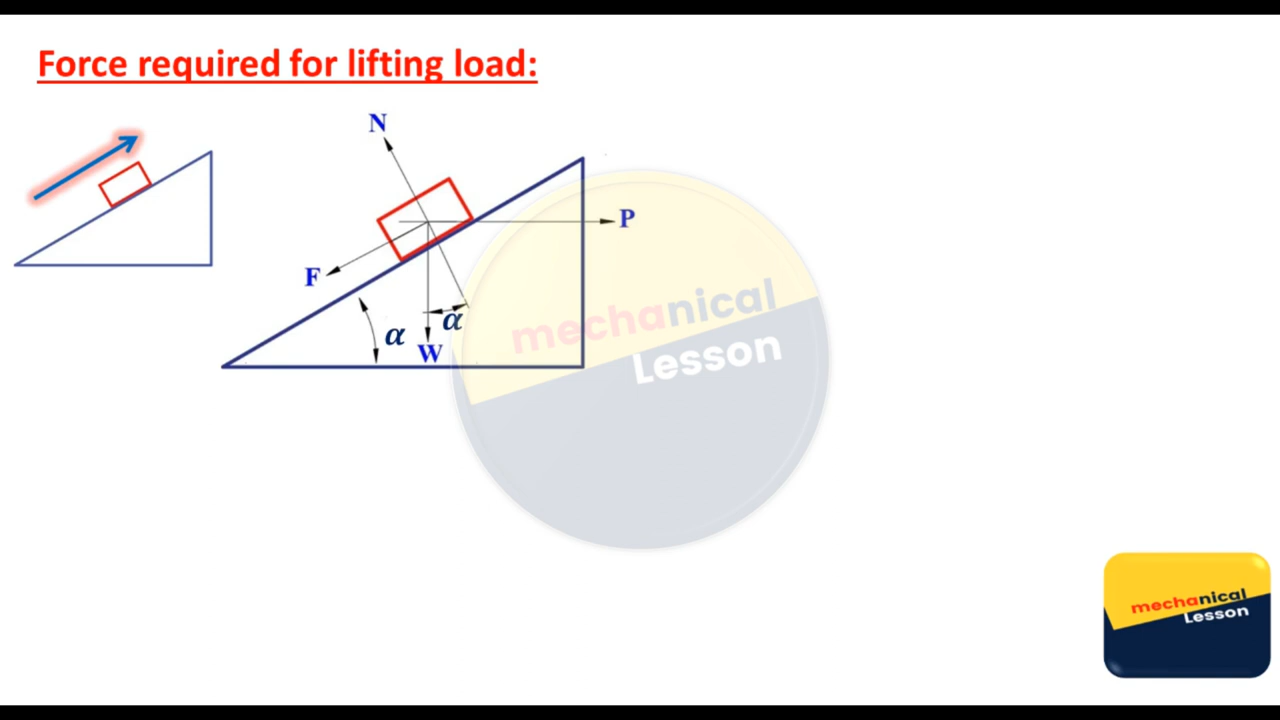 Force required for lifting load:
N
P
F
α
α
W
mechanical
Lesson
mechanical
Lesson